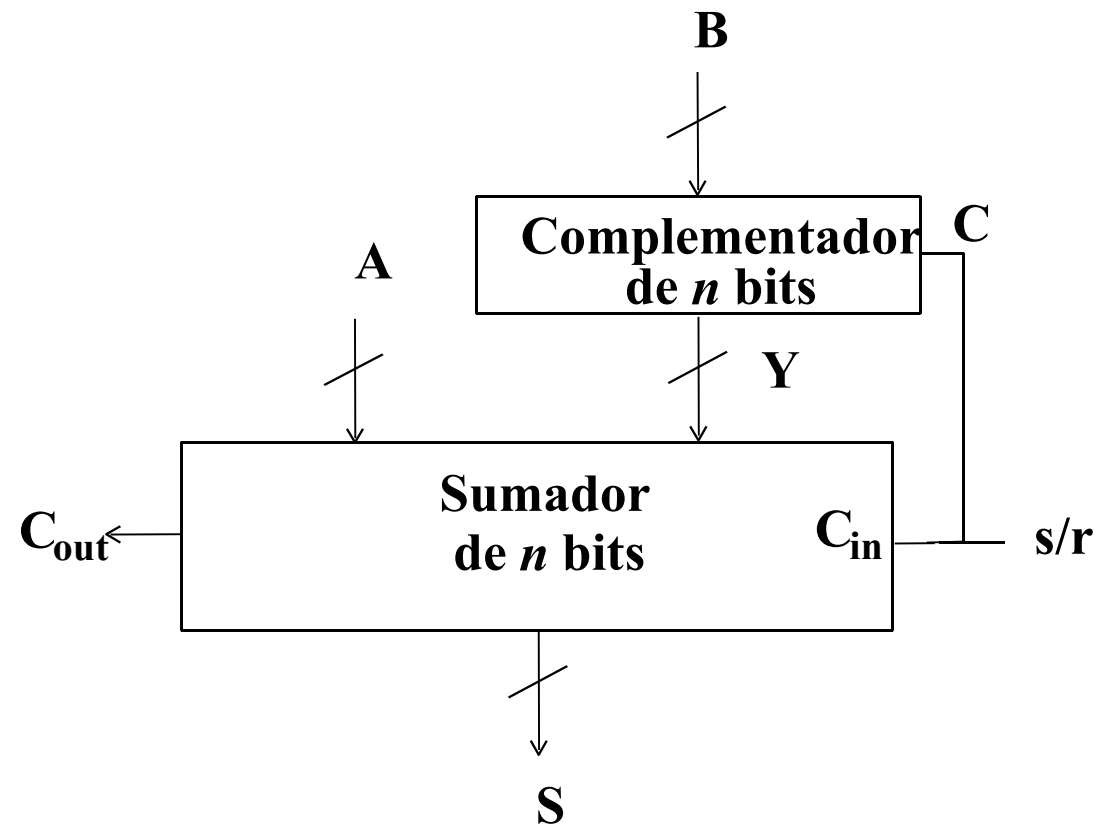 B
Complementador
de n bits
C
A
Y
Sumador
de n bits
Cout
Cin
s/r
S